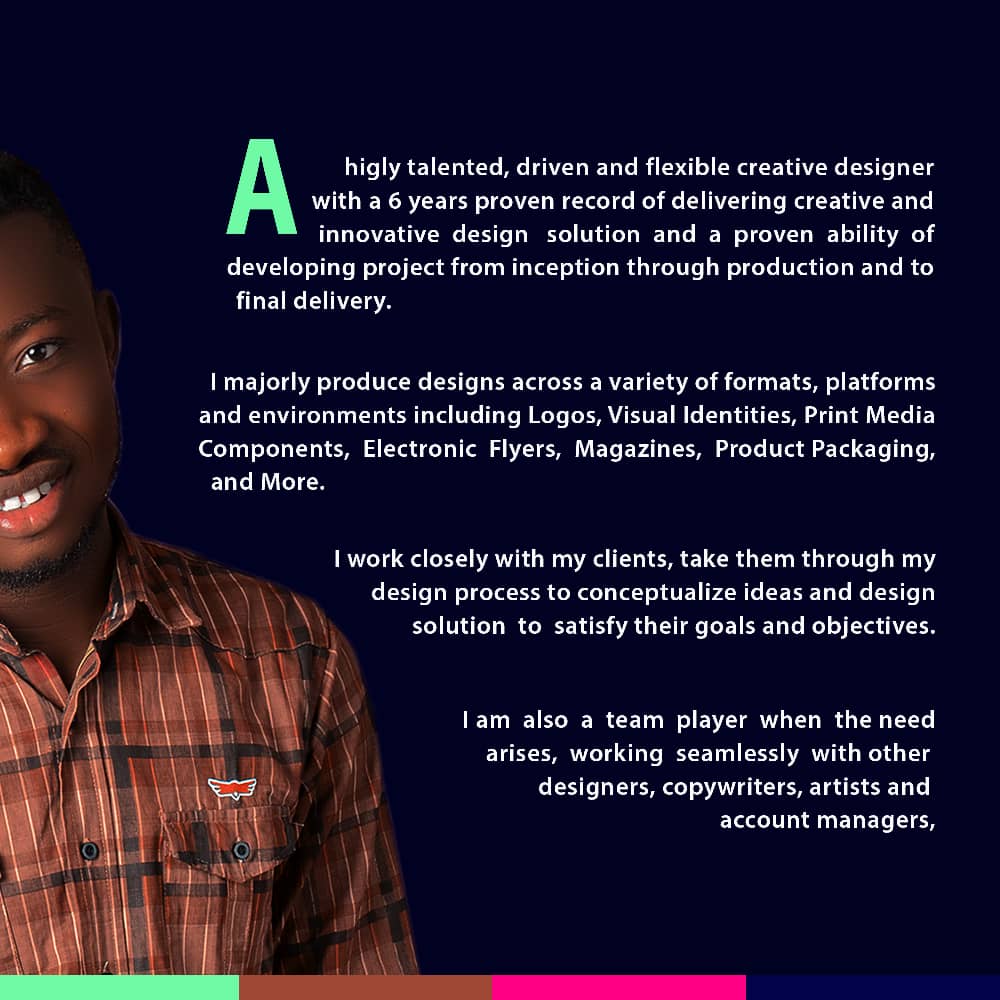 A higly talented, driven and flexible creative designer
with a 6 years proven record of delivering creative and
innovative design solution and a proven ability of
developing project from inception through production and to
final delivery.
I majorly produce designs across a variety of formats, platforms
and environments including Logos, Visual Identities, Print Media
Components, Electronic Flyers, Magazines, Product Packaging,
and More.
I work closely with my clients, take them through my
design process to conceptualize ideas and design
solution to satisfy their goals and objectives.
I am also a team player when the need
arises, working seamlessly with other
designers, copywriters, artists and
account managers,